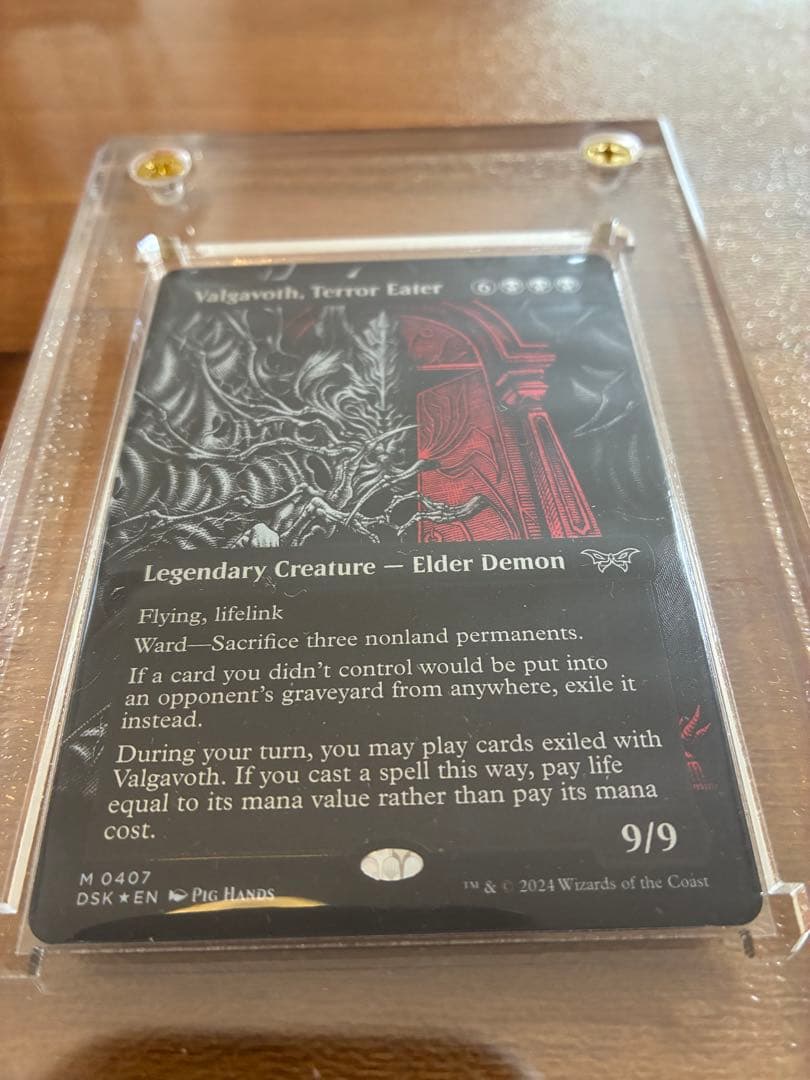 Valgavoth, Terror Eater 6
Legendary Creature — Elder Demon
Flying, lifelink
Ward—Sacrifice three nonland permanents.
If a card you didn't control would be put into
an opponent's graveyard from anywhere, exile it
instead.
During your turn, you may play cards exiled with
Valgavoth. If you cast a spell this way, pay life
equal to its mana value rather than pay its mana
cost.
9/9
M 0407
DSK ★ EN PIG HANDS
™ & © 2024 Wizards of the Coast